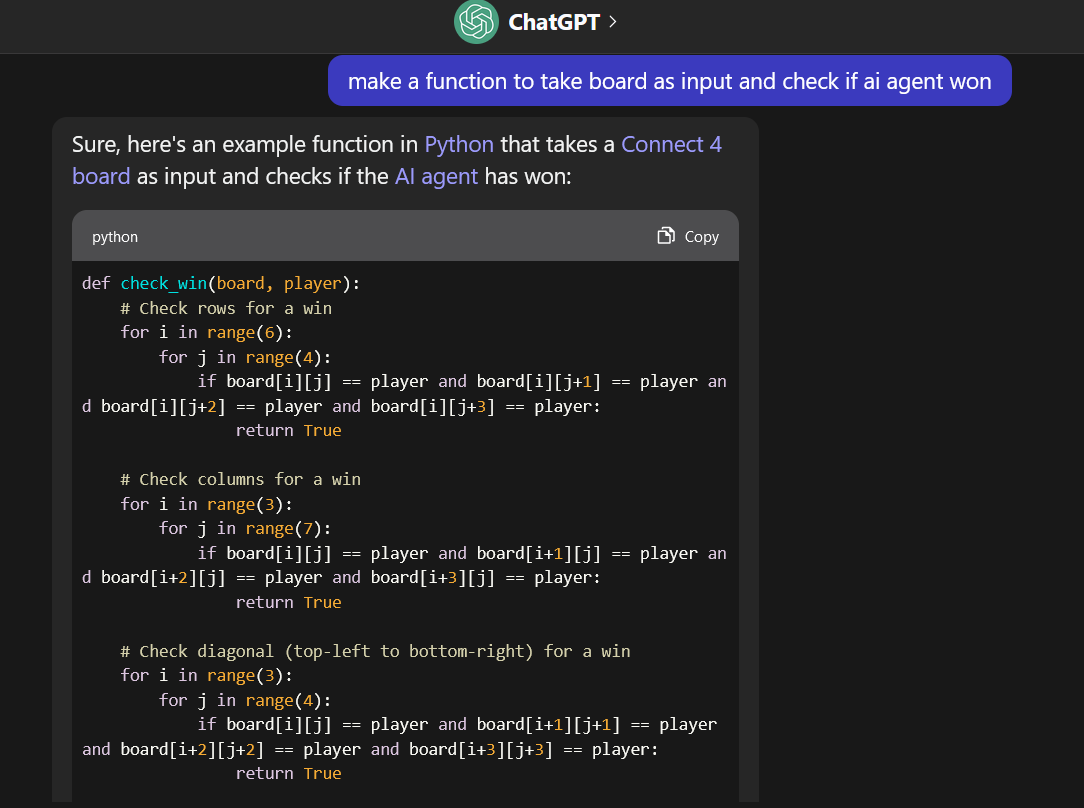 ChatGPT >
make a function to take board as input and check if ai agent won
Sure, here's an example function in Python that takes a Connect 4
board as input and checks if the AI agent has won:
python
Copy
def check_win(board, player):
    # Check rows for a win
    for i in range(6):
        for j in range(4):
            if board[i][j] == player and board[i][j+1] == player an
d board[i][j+2] == player and board[i][j+3] == player:
                return True

    # Check columns for a win
    for i in range(3):
        for j in range(7):
            if board[i][j] == player and board[i+1][j] == player an
d board[i+2][j] == player and board[i+3][j] == player:
                return True

    # Check diagonal (top-left to bottom-right) for a win
    for i in range(3):
        for j in range(4):
            if board[i][j] == player and board[i+1][j+1] == player
and board[i+2][j+2] == player and board[i+3][j+3] == player:
                return True